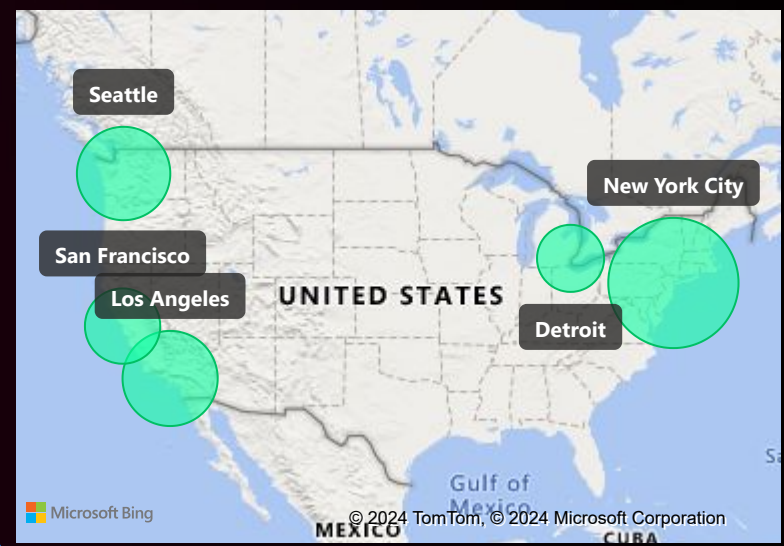 Seattle
New York City
San Francisco
Los Angeles
UNITED STATES
Detroit
Gulf of
Mexico
Microsoft Bing
© 2024 TomTom, © 2024 Microsoft Corporation
MEXICO
CUBA